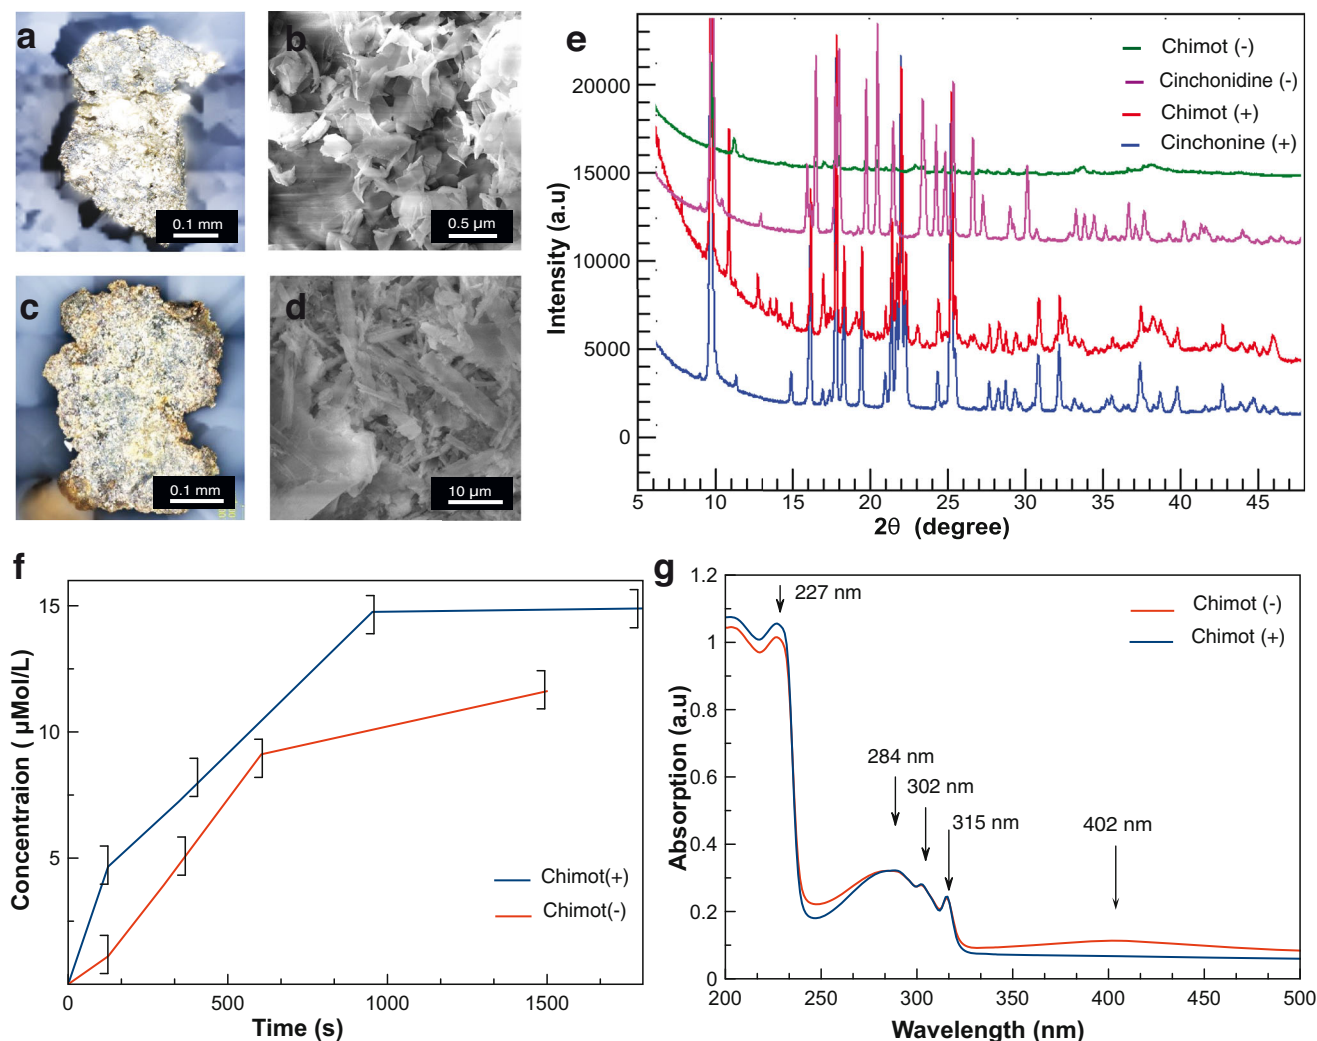 a
0.1 mm
b
0.5 µm
c
0.1 mm
d
10 µm
e
Chimot (-)
Cinchonidine (-)
Chimot (+)
Cinchonine (+)
20000
15000
10000
5000
0
Intensity (a.u)
5 10 15 20 25 30 35 40 45
2θ (degree)
f
15
10
5
Concentraion ( µMol/L)
Chimot(+)
Chimot(-)
0 500 1000 1500
Time (s)
g
1.2
1
0.8
0.6
0.4
0.2
0
Absorption (a.u)
227 nm
Chimot (-)
Chimot (+)
284 nm
302 nm
315 nm
402 nm
200 250 300 350 400 450 500
Wavelength (nm)